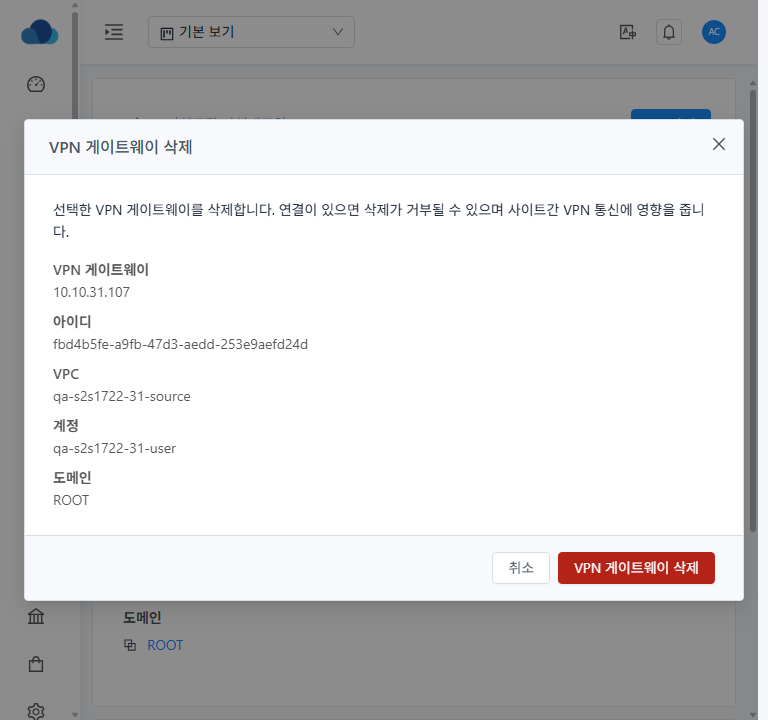 기본 보기
AC
VPN 게이트웨이 삭제
선택한 VPN 게이트웨이를 삭제합니다. 연결이 있으면 삭제가 거부될 수 있으며 사이트간 VPN 통신에 영향을 줍니
다.
VPN 게이트웨이
10.10.31.107
아이디
fbd4b5fe-a9fb-47d3-aedd-253e9aefd24d
VPC
qa-s2s1722-31-source
계정
qa-s2s1722-31-user
도메인
ROOT
취소
VPN 게이트웨이 삭제
도메인
ROOT